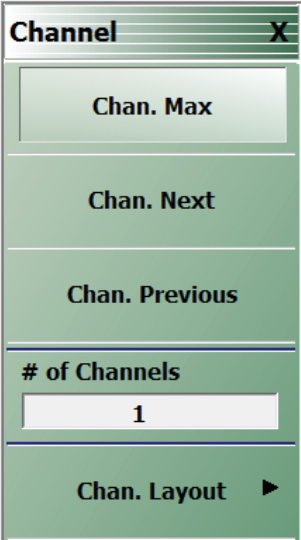 Channel X
Chan. Max
Chan. Next
Chan. Previous
# of Channels
1
Chan. Layout